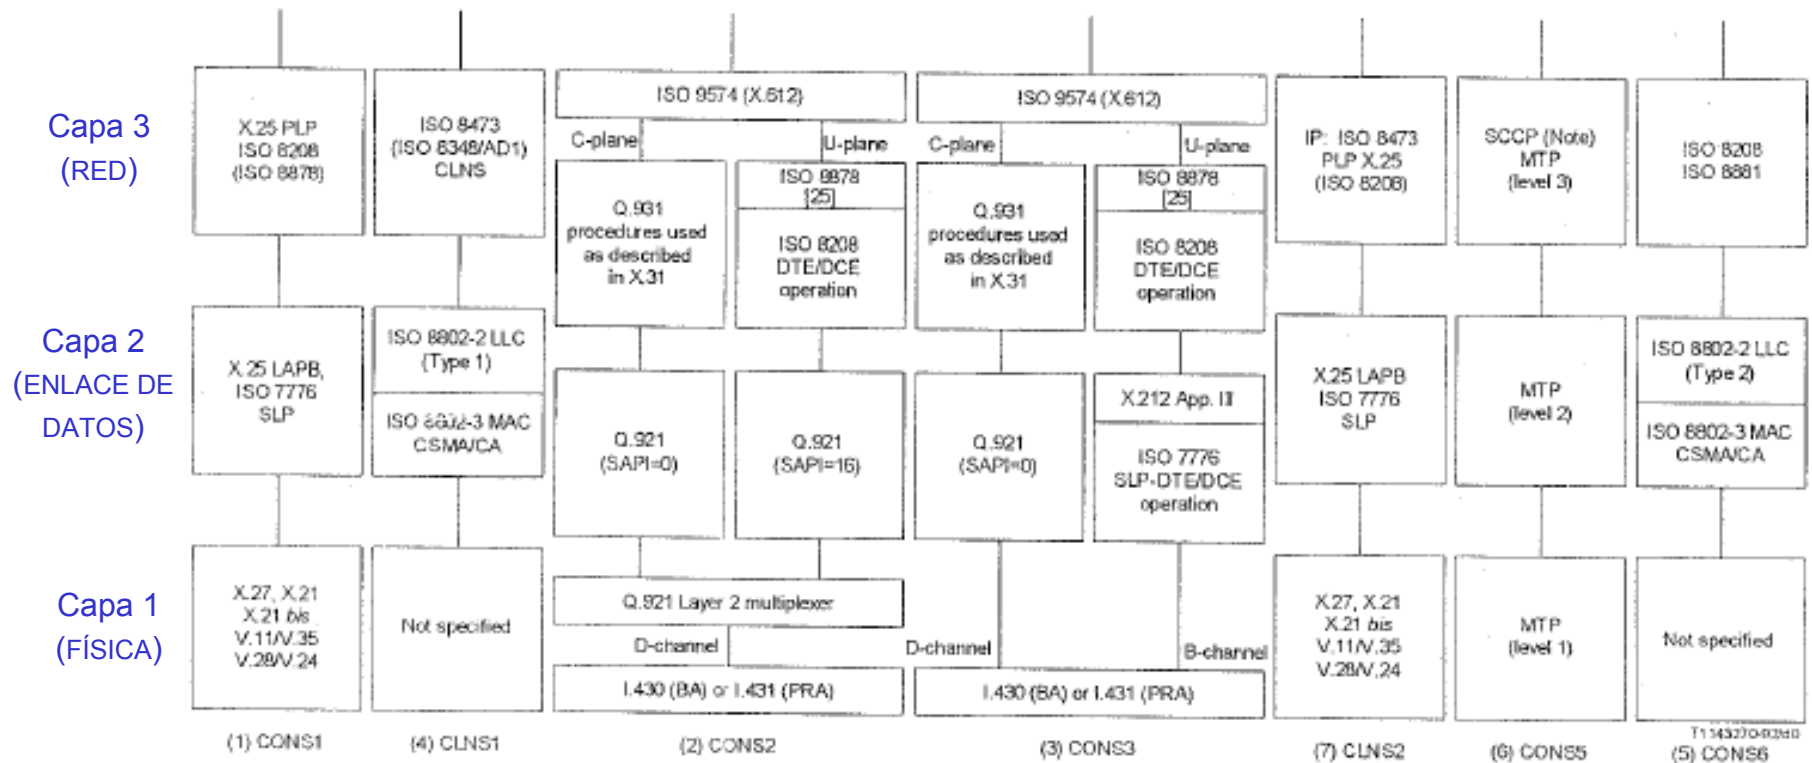 Capa 3
(RED)
X.25 PLP
ISO 8208
(ISO 8878)
ISO 8473
(ISO 8348/AD1)
CLNS
ISO 9574 (X.612)
C-plane
U-plane
Q.931
procedures used
as described
in X.31
ISO 8878
[25]
ISO 8208
DTE/DCE
operation
ISO 9574 (X.612)
C-plane
U-plane
Q.931
procedures used
as described
in X.31
ISO 8878
[25]
ISO 8208
DTE/DCE
operation
IP: ISO 8473
PLP X.25
(ISO 8208)
SCCP (Note)
MTP
(level 3)
ISO 8208
ISO 8881
Capa 2
(ENLACE DE
DATOS)
X.25 LAPB,
ISO 7776
SLP
ISO 8802-2 LLC
(Type 1)
ISO 8802-3 MAC
CSMA/CA
Q.921
(SAPI=0)
Q.921
(SAPI=16)
Q.921
(SAPI=0)
X.212 App. III
ISO 7776
SLP-DTE/DCE
operation
X.25 LAPB
ISO 7776
SLP
MTP
(level 2)
ISO 8802-2 LLC
(Type 2)
ISO 8802-3 MAC
CSMA/CA
Capa 1
(FÍSICA)
X.27, X.21
X.21 bis
V.11/V.35
V.28/V.24
Not specified
Q.921 Layer 2 multiplexer
D-channel
I.430 (BA) or I.431 (PRA)
D-channel
B-channel
I.430 (BA) or I.431 (PRA)
X.27, X.21
X.21 bis
V.11/V.35
V.28/V.24
MTP
(level 1)
Not specified
(1) CONS1
(4) CLNS1
(2) CONS2
(3) CONS3
(7) CLNS2
(6) CONS5
(5) CONS6